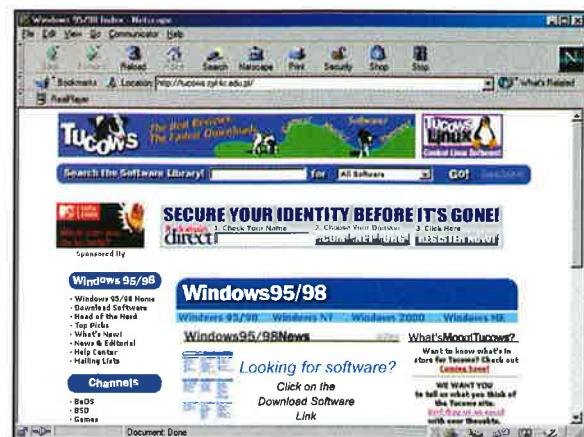 Windows 95/98 Index - Netscape
File Edit View Go Communicator Help
Reload Search Netscape Print Security Shop Stop
Bookmarks Location: What's Related
RealPlayer
TUCOWS The Best Reviews. The Fastest Downloads.
Software!
TUCOWS Linux
Search the Software Library! for All Software GO!
SECURE YOUR IDENTITY BEFORE IT'S GONE!
direct 1. Check Your Name 2. Choose Your Domain 3. Click Here
.COM .NET .ORG REGISTER NOW!
Sponsored By
Windows 95/98
· Windows 95/98 Home
· Download Software
· Head of the Nerd
· Top Picks
· What's New!
· News & Editorial
· Help Center
· Mailing Lists
Channels
· BeOS
· BSD
· Games
Windows95/98
Windows 95/98 . Windows NT . Windows 2000 . Windows ME
Windows95/98News
Looking for software?
Click on the
Download Software
Link
What's Mooo@Tucows?
Want to know what's in
store for Tucows? Check out
Coming Soon!
WE WANT YOU
to tell us what you think of
the Tucows site.
with your thoughts.
Document: Done